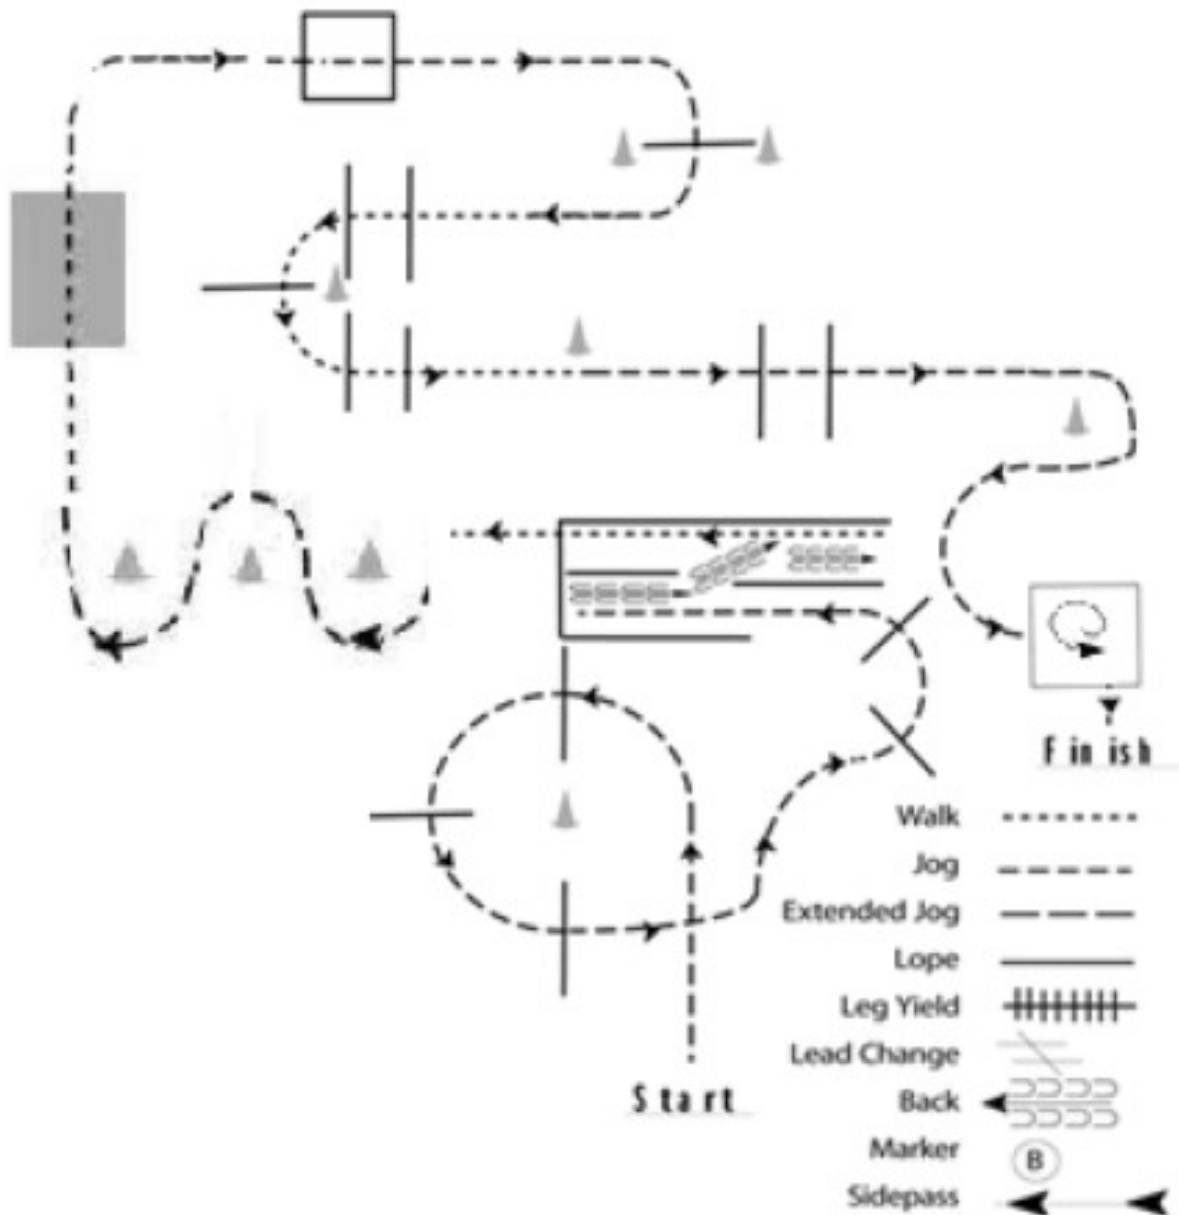 Finish
Walk
Jog
Extended Jog
Lope
Leg Yield
Lead Change
Start
Back
Marker B
Sidepass